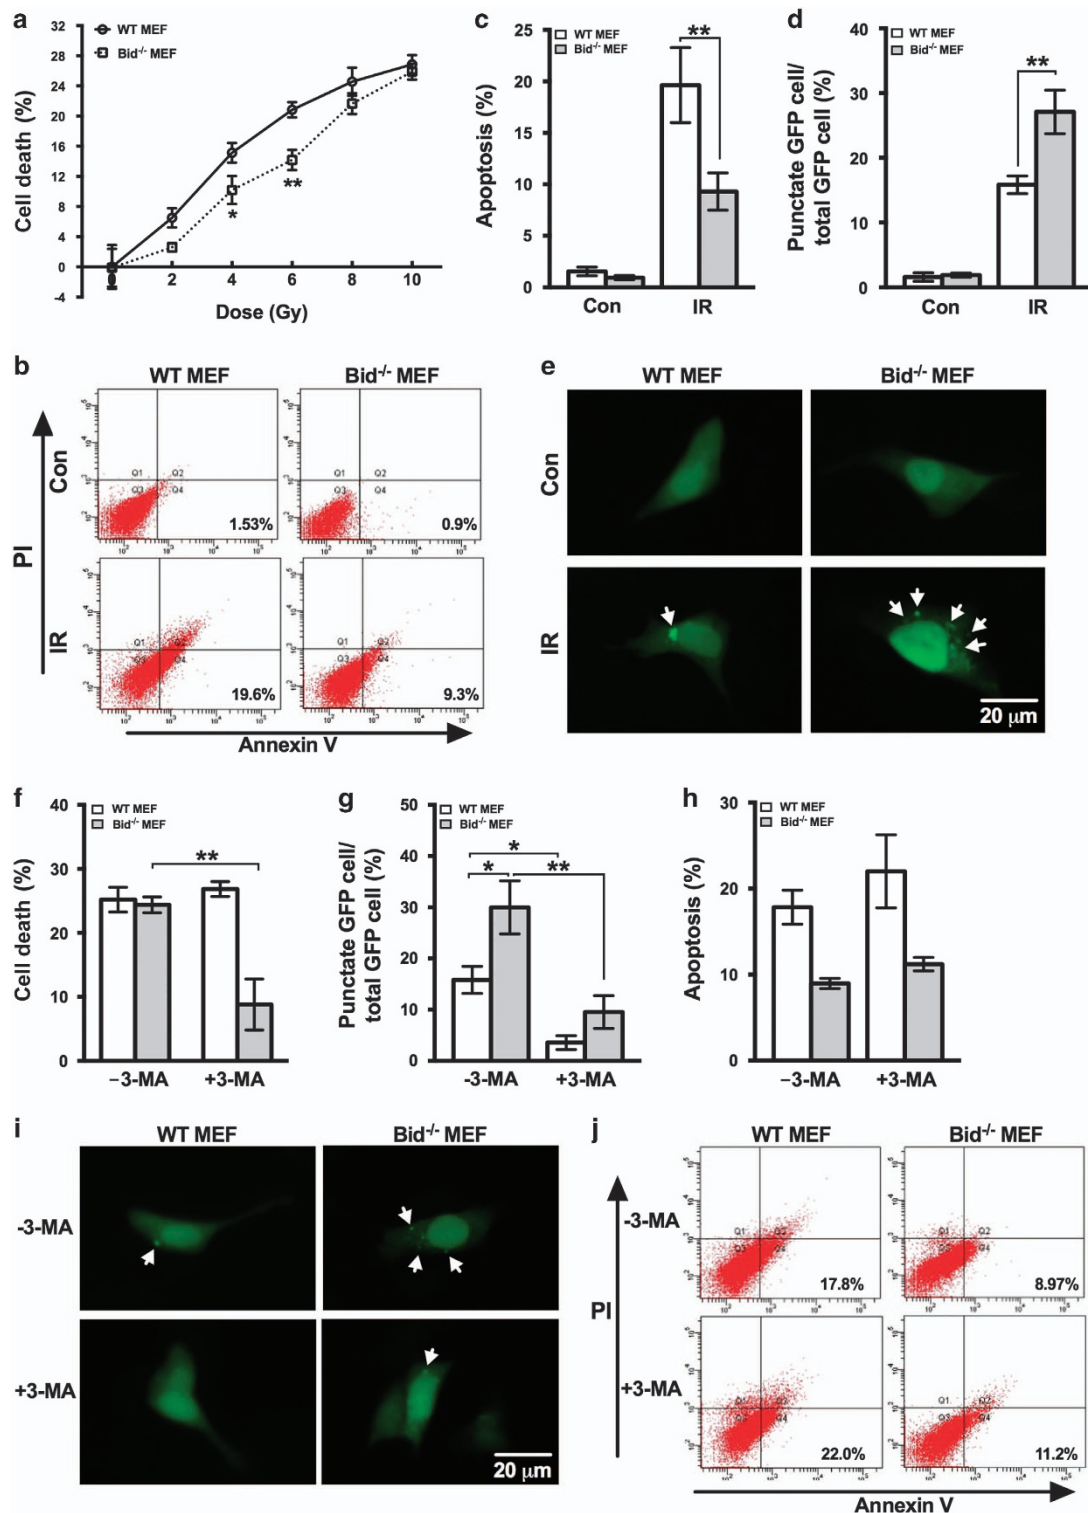 a
WT MEF
Bid-/- MEF
Cell death (%)
32
28
24
20
16
12
8
4
0
-4
0 2 4 6 8 10
* **
Dose (Gy)
c
WT MEF
Bid-/- MEF
Apoptosis (%)
25
20
15
10
5
0
**
Con IR
d
WT MEF
Bid-/- MEF
Punctate GFP cell/
total GFP cell (%)
40
30
20
10
0
**
Con IR
b
WT MEF Bid-/- MEF
Con
IR
PI
Q1 Q2 Q3 Q4
1.53%
0.9%
19.6%
9.3%
Annexin V
e
WT MEF Bid-/- MEF
Con
IR
20 µm
f
WT MEF
Bid-/- MEF
Cell death (%)
40
30
20
10
0
**
−3-MA +3-MA
g
WT MEF
Bid-/- MEF
Punctate GFP cell/
total GFP cell (%)
50
40
30
20
10
0
*
* **
-3-MA +3-MA
h
WT MEF
Bid-/- MEF
Apoptosis (%)
30
20
10
0
−3-MA +3-MA
i
WT MEF Bid-/- MEF
-3-MA
+3-MA
20 µm
j
WT MEF Bid-/- MEF
-3-MA
+3-MA
PI
17.8%
8.97%
22.0%
11.2%
Annexin V